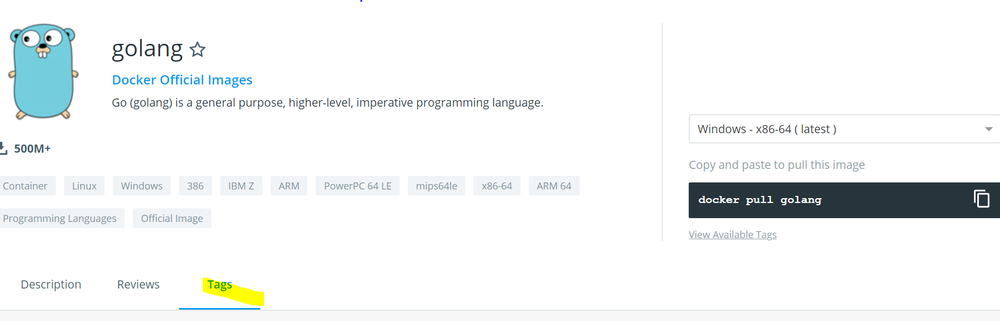 golang
Docker Official Images
Go (golang) is a general purpose, higher-level, imperative programming language.
500M+
Container Linux Windows 386 IBM Z ARM PowerPC 64 LE mips64le x86-64 ARM 64
Programming Languages Official Image
Windows - x86-64 ( latest )
Copy and paste to pull this image
docker pull golang
View Available Tags
Description Reviews Tags